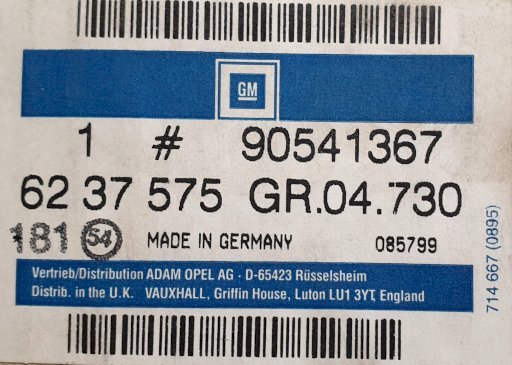 GM
1 # 90541367
62 37 575 GR.04.730
181 54 MADE IN GERMANY 085799
Vertrieb/Distribution ADAM OPEL AG · D-65423 Rüsselsheim
Distrib. in the U.K. VAUXHALL, Griffin House, Luton LU1 3YT, England
714 667 (0895)